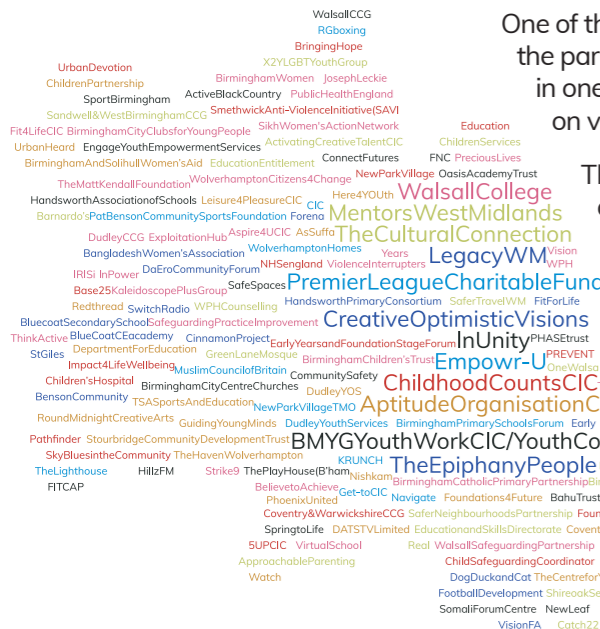 WalsallCCG
One of th
RGboxing
BringingHope
the par
X2YLGBTYouthGroup
UrbanDevotion
BirminghamWomen JosephLeckie
in one
ChildrenPartnership
ActiveBlackCountry PublicHealthEngland
SportBirmingham
on v
Sandwell&WestBirminghamCCG SmethwickAnti-ViolenceInitiative(SAVI
Fit4LifeCIC BirminghamCityClubsforYoungPeople SikhWomen'sActionNetwork Education
UrbanHeard EngageYouthEmpowermentServices ActivatingCreativeTalentCIC ChildrenServices
BirminghamAndSolihullWomen'sAid EducationEntitlement ConnectFutures FNC PreciousLives
NewParkVillage OasisAcademyTrust
Th
TheMattKendallFoundation WolverhamptonCitizens4Change
HandsworthAssociationofSchools Leisure4PleasureCIC Here4YOUth WalsallCollege
CIC
Barnardo's PatBensonCommunitySportsFoundation Forena MentorsWestMidlands
DudleyCCG ExploitationHub Aspire4UCIC AsSuffa TheCulturalConnection
BangladeshWomen'sAssociation WolverhamptonHomes Years LegacyWM Vision
DaEroCommunityForum NHSengland ViolenceInterrupters WPH
IRISi InPower
Base25 KaleidoscopePlusGroup SafeSpaces PremierLeagueCharitableFund
Redthread SwitchRadio WPHCounselling HandsworthPrimaryConsortium SaferTravelWM FitForLife
BluecoatSecondarySchool SafeguardingPracticeImprovement CreativeOptimisticVisions
ThinkActive BlueCoatCEacademy CinnamonProject EarlyYearsandFoundationStageForum InUnity PHASEtrust
StGiles DepartmentForEducation GreenLaneMosque BirminghamChildren'sTrust Empowr-U PREVENT
Impact4LifeWellbeing MuslimCouncilofBritain OneWalsa
Children'sHospital BirminghamCityCentreChurches CommunitySafety ChildhoodCountsCIC
BensonCommunity TSASportsAndEducation DudleyYOS AptitudeOrganisationC
NewParkVillageTMO
RoundMidnightCreativeArts GuidingYoungMinds DudleyYouthServices BirminghamPrimarySchoolsForum Early
Pathfinder StourbridgeCommunityDevelopmentTrust BMYGYouthWorkCIC/YouthCo
SkyBluesintheCommunity TheHavenWolverhampton KRUNCH TheEpiphanyPeople
TheLighthouse HillzFM Strike9 ThePlayHouse(B'ham Nishkam
FITCAP BelievetoAchieve BirminghamCatholicPrimaryPartnership Bi
PhoenixUnited Get-toCIC Navigate Foundations4Future BahuTrust
Coventry&WarwickshireCCG SaferNeighbourhoodsPartnership Foun
SpringtoLife DATSTVLimited EducationandSkillsDirectorate Covent
5UPCIC VirtualSchool Real WalsallSafeguardingPartnership
ApproachableParenting ChildSafeguardingCoordinator
Watch DogDuckandCat TheCentrefor
FootballDevelopment ShireoakSe
SomaliForumCentre NewLeaf
VisionFA Catch22